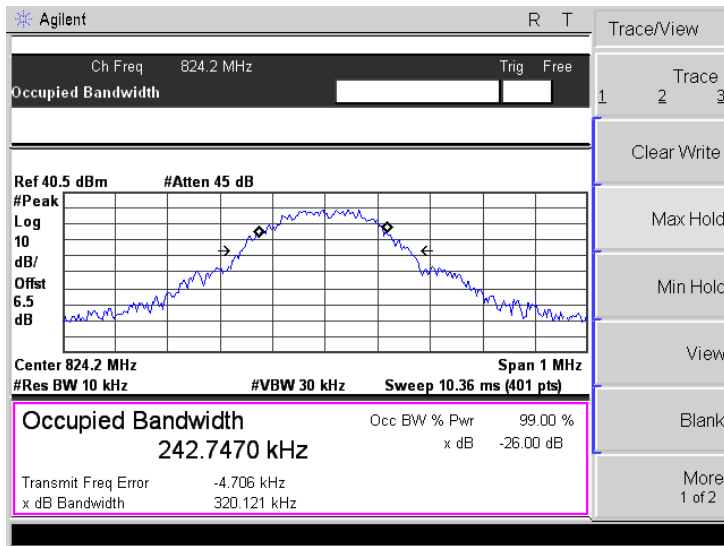 Agilent R T
Ch Freq 824.2 MHz Trig Free
Occupied Bandwidth
Ref 40.5 dBm #Atten 45 dB
#Peak
Log
10
dB/
Offst
6.5
dB
Center 824.2 MHz Span 1 MHz
#Res BW 10 kHz #VBW 30 kHz Sweep 10.36 ms (401 pts)
Occupied Bandwidth Occ BW % Pwr 99.00 %
242.7470 kHz x dB -26.00 dB
Transmit Freq Error -4.706 kHz
x dB Bandwidth 320.121 kHz
Trace/View
Trace
1 2 3
Clear Write
Max Hold
Min Hold
View
Blank
More
1 of 2